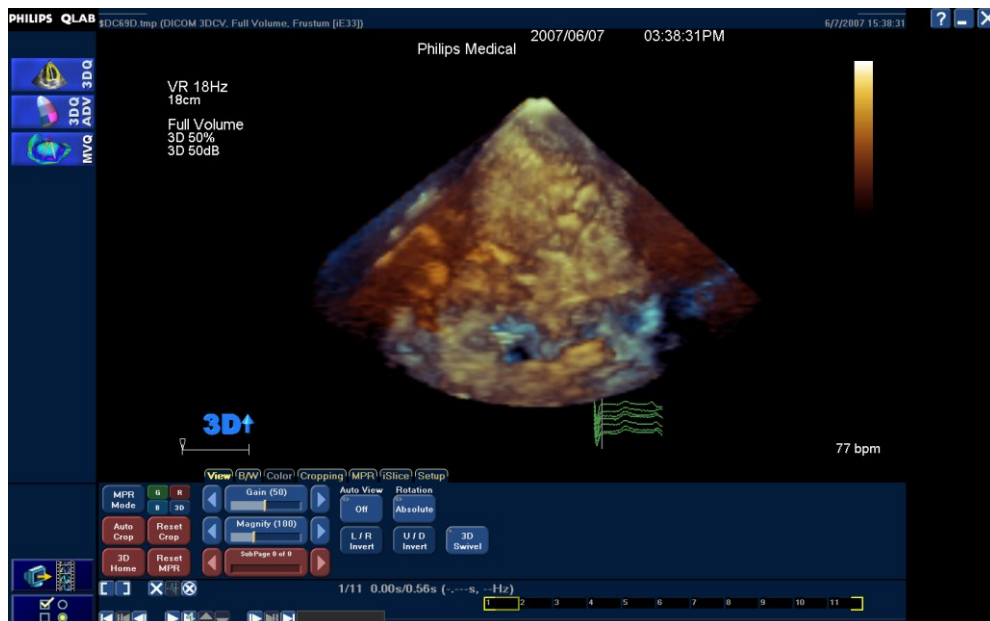 PHILIPS QLAB
$DC69D.tmp (DICOM 3DCV, Full Volume, Frustum [iE33])
6/7/2007 15:38:31
? _ X
Philips Medical
2007/06/07 03:38:31PM
3DQ
3DQ ADV
MVQ
VR 18Hz
18cm
Full Volume
3D 50%
3D 50dB
3D
V
77 bpm
View B/W Color Cropping MPR iSlice Setup
MPR Mode
G R
B 3D
Gain (50)
Auto View
Off
Rotation
Absolute
Auto Crop
Reset Crop
Magnify (100)
L / R Invert
U / D Invert
3D Swivel
3D Home
Reset MPR
SubPage 0 of 0
1/11 0.00s/0.56s (-.---s, --Hz)
1 2 3 4 5 6 7 8 9 10 11